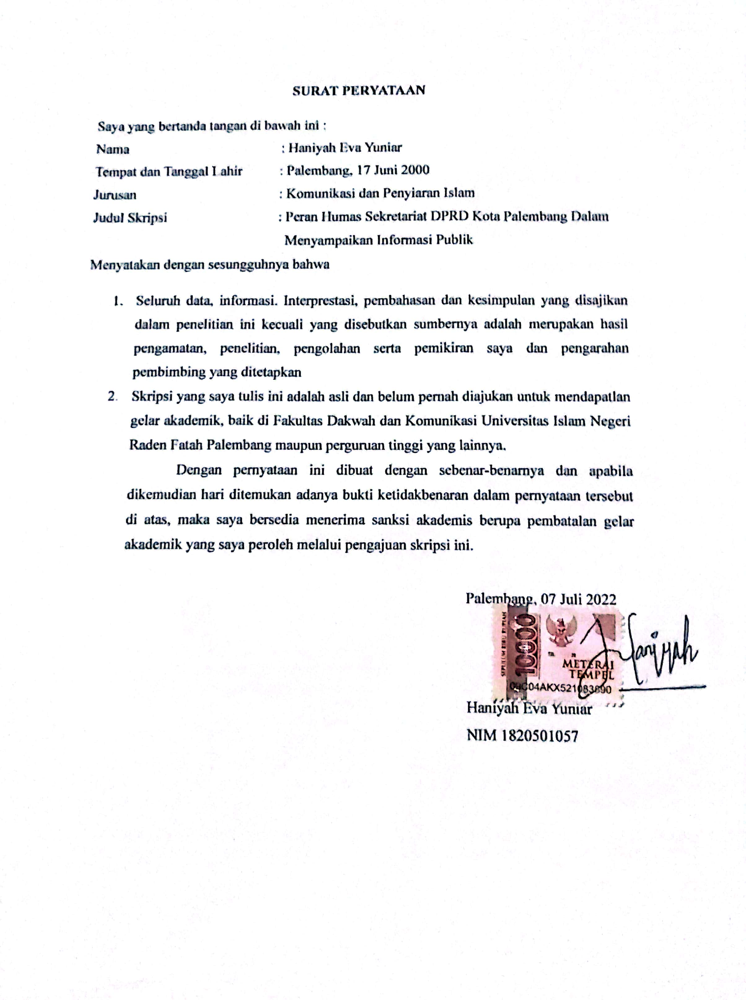 SURAT PERYATAAN
Saya yang bertanda tangan di bawah ini :
Nama : Haniyah Eva Yuniar
Tempat dan Tanggal Lahir : Palembang, 17 Juni 2000
Jurusan : Komunikasi dan Penyiaran Islam
Judul Skripsi : Peran Humas Sekretariat DPRD Kota Palembang Dalam
Menyampaikan Informasi Publik
Menyatakan dengan sesungguhnya bahwa
1. Seluruh data, informasi. Interprestasi, pembahasan dan kesimpulan yang disajikan
dalam penelitian ini kecuali yang disebutkan sumbernya adalah merupakan hasil
pengamatan, penelitian, pengolahan serta pemikiran saya dan pengarahan
pembimbing yang ditetapkan
2. Skripsi yang saya tulis ini adalah asli dan belum pernah diajukan untuk mendapatlan
gelar akademik, baik di Fakultas Dakwah dan Komunikasi Universitas Islam Negeri
Raden Fatah Palembang maupun perguruan tinggi yang lainnya.
Dengan pernyataan ini dibuat dengan sebenar-benarnya dan apabila
dikemudian hari ditemukan adanya bukti ketidakbenaran dalam pernyataan tersebut
di atas, maka saya bersedia menerima sanksi akademis berupa pembatalan gelar
akademik yang saya peroleh melalui pengajuan skripsi ini.
Palembang, 07 Juli 2022
SEPULUH RIBU RUPIAH
10000
METERAI
TEMPEL
Haniyah
Haniyah Eva Yuniar
NIM 1820501057